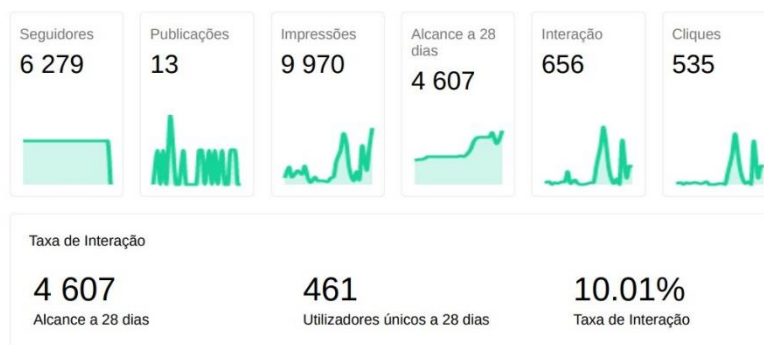 Seguidores
6 279
Publicações
13
Impressões
9 970
Alcance a 28
dias
4 607
Interação
656
Cliques
535
Taxa de Interação
4 607
Alcance a 28 dias
461
Utilizadores únicos a 28 dias
10.01%
Taxa de Interação